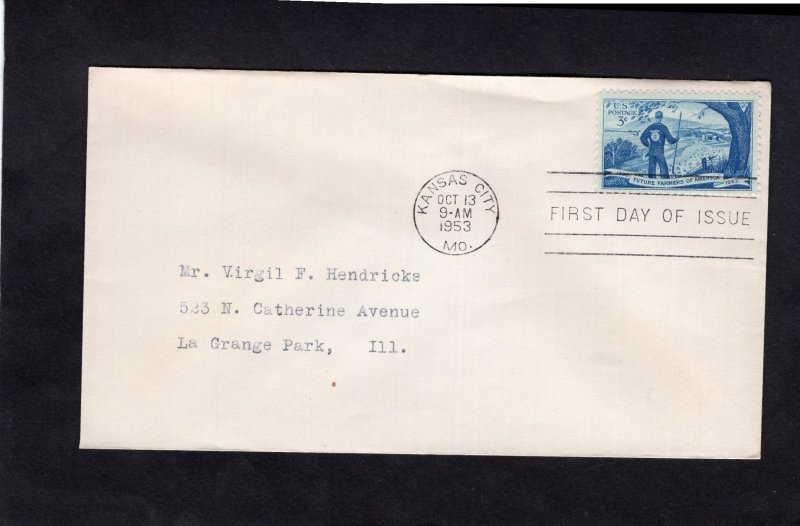 U.S.
POSTAGE
3¢
FUTURE FARMERS OF AMERICA
1953
KANSAS CITY
OCT 13
9-AM
1953
MO.
FIRST DAY OF ISSUE
Mr. Virgil F. Hendricks
523 N. Catherine Avenue
La Grange Park, Ill.